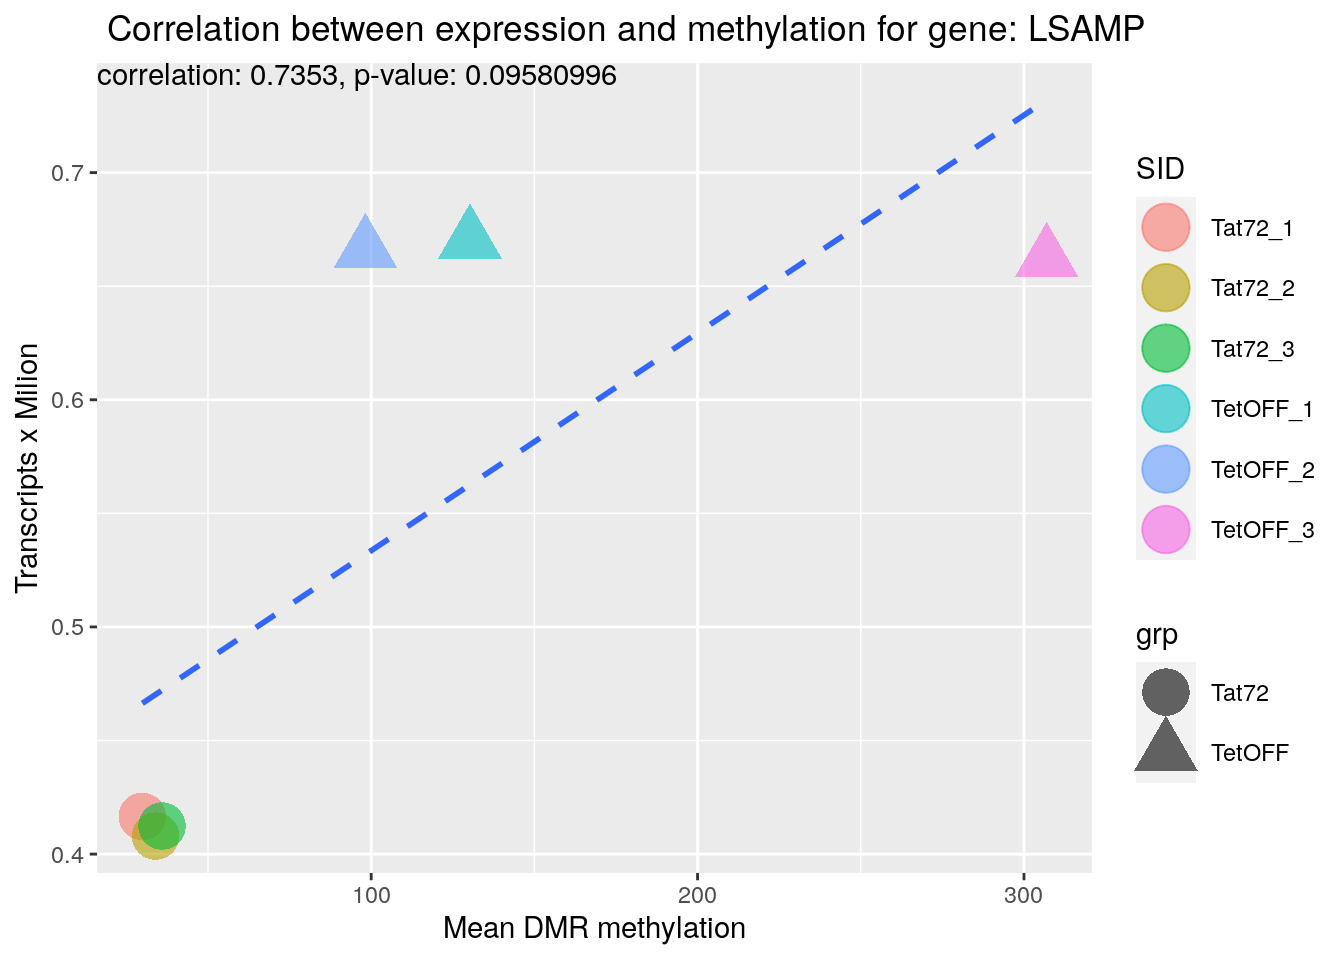 Correlation between expression and methylation for gene: LSAMP
correlation: 0.7353, p-value: 0.09580996
0.7
0.6
0.5
0.4
Transcripts x Milion
100
200
300
Mean DMR methylation
SID
Tat72_1
Tat72_2
Tat72_3
TetOFF_1
TetOFF_2
TetOFF_3
grp
Tat72
TetOFF